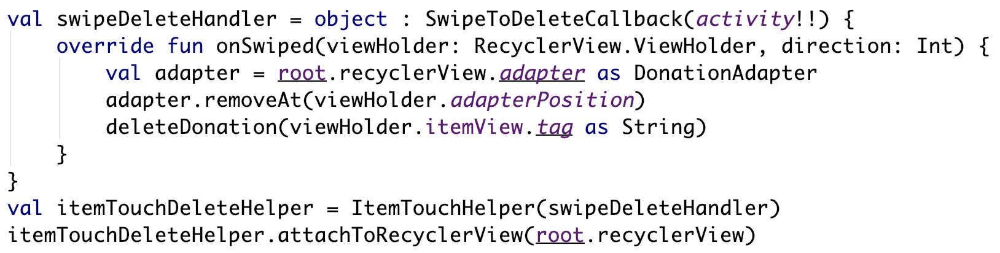 val swipeDeleteHandler = object : SwipeToDeleteCallback(activity!!) {
    override fun onSwiped(viewHolder: RecyclerView.ViewHolder, direction: Int) {
        val adapter = root.recyclerView.adapter as DonationAdapter
        adapter.removeAt(viewHolder.adapterPosition)
        deleteDonation(viewHolder.itemView.tag as String)
    }
}
val itemTouchDeleteHelper = ItemTouchHelper(swipeDeleteHandler)
itemTouchDeleteHelper.attachToRecyclerView(root.recyclerView)